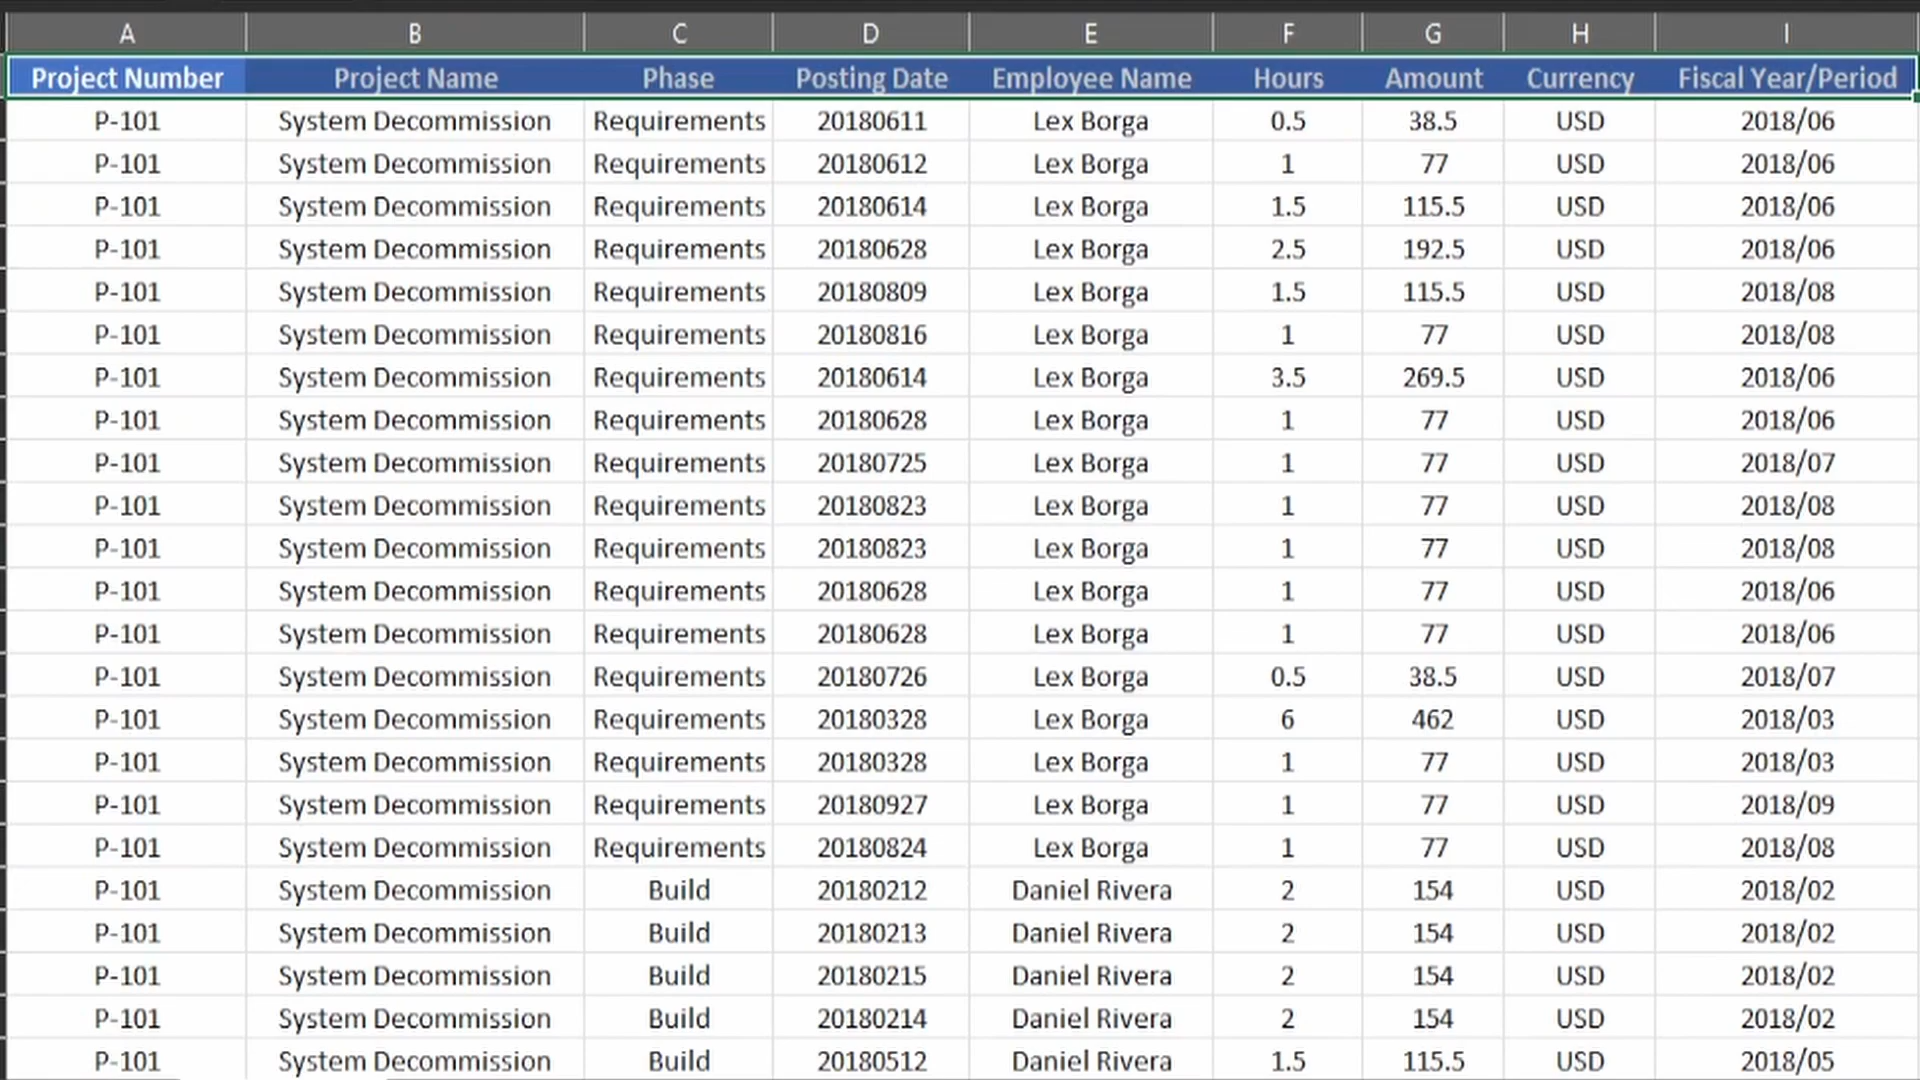 A B C D E F G H I
Project Number Project Name Phase Posting Date Employee Name Hours Amount Currency Fiscal Year/Period
P-101 System Decommission Requirements 20180611 Lex Borga 0.5 38.5 USD 2018/06
P-101 System Decommission Requirements 20180612 Lex Borga 1 77 USD 2018/06
P-101 System Decommission Requirements 20180614 Lex Borga 1.5 115.5 USD 2018/06
P-101 System Decommission Requirements 20180628 Lex Borga 2.5 192.5 USD 2018/06
P-101 System Decommission Requirements 20180809 Lex Borga 1.5 115.5 USD 2018/08
P-101 System Decommission Requirements 20180816 Lex Borga 1 77 USD 2018/08
P-101 System Decommission Requirements 20180614 Lex Borga 3.5 269.5 USD 2018/06
P-101 System Decommission Requirements 20180628 Lex Borga 1 77 USD 2018/06
P-101 System Decommission Requirements 20180725 Lex Borga 1 77 USD 2018/07
P-101 System Decommission Requirements 20180823 Lex Borga 1 77 USD 2018/08
P-101 System Decommission Requirements 20180823 Lex Borga 1 77 USD 2018/08
P-101 System Decommission Requirements 20180628 Lex Borga 1 77 USD 2018/06
P-101 System Decommission Requirements 20180628 Lex Borga 1 77 USD 2018/06
P-101 System Decommission Requirements 20180726 Lex Borga 0.5 38.5 USD 2018/07
P-101 System Decommission Requirements 20180328 Lex Borga 6 462 USD 2018/03
P-101 System Decommission Requirements 20180328 Lex Borga 1 77 USD 2018/03
P-101 System Decommission Requirements 20180927 Lex Borga 1 77 USD 2018/09
P-101 System Decommission Requirements 20180824 Lex Borga 1 77 USD 2018/08
P-101 System Decommission Build 20180212 Daniel Rivera 2 154 USD 2018/02
P-101 System Decommission Build 20180213 Daniel Rivera 2 154 USD 2018/02
P-101 System Decommission Build 20180215 Daniel Rivera 2 154 USD 2018/02
P-101 System Decommission Build 20180214 Daniel Rivera 2 154 USD 2018/02
P-101 System Decommission Build 20180512 Daniel Rivera 1.5 115.5 USD 2018/05